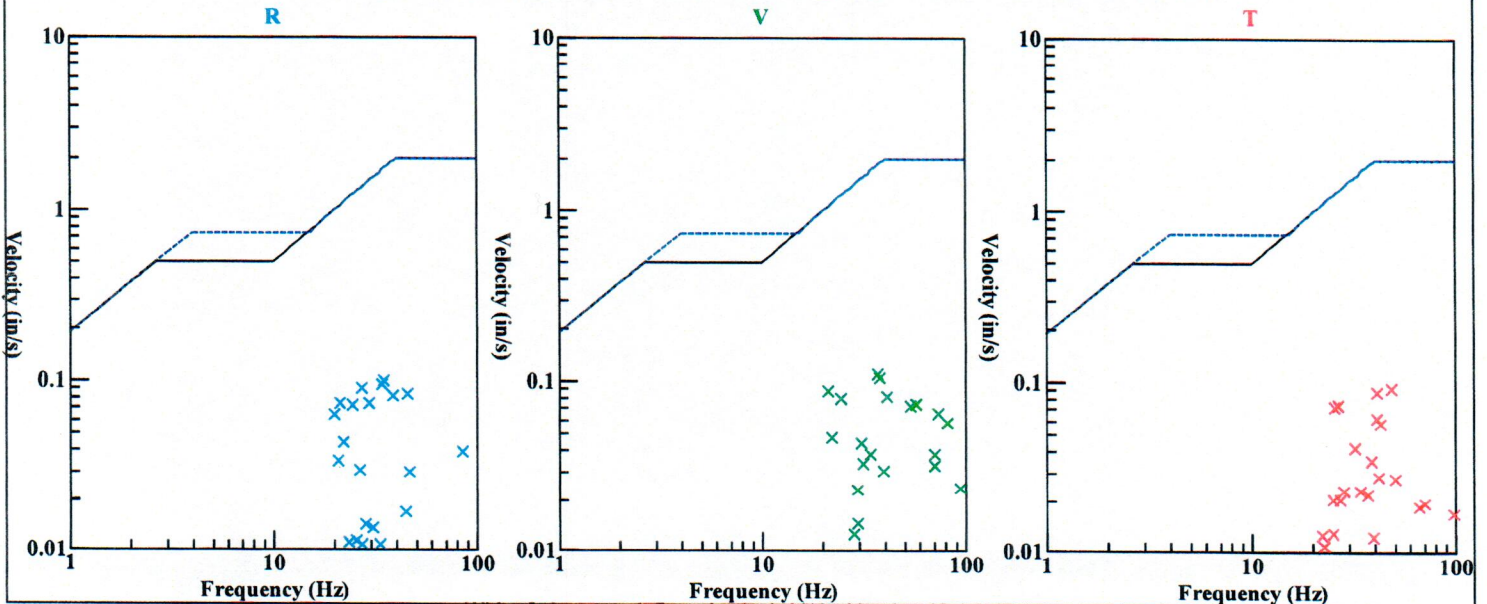 R V T
10 10 10
1 1 1
0.1 0.1 0.1
0.01 0.01 0.01
1 10 100 1 10 100 1 10 100
Velocity (in/s) Velocity (in/s) Velocity (in/s)
Frequency (Hz) Frequency (Hz) Frequency (Hz)